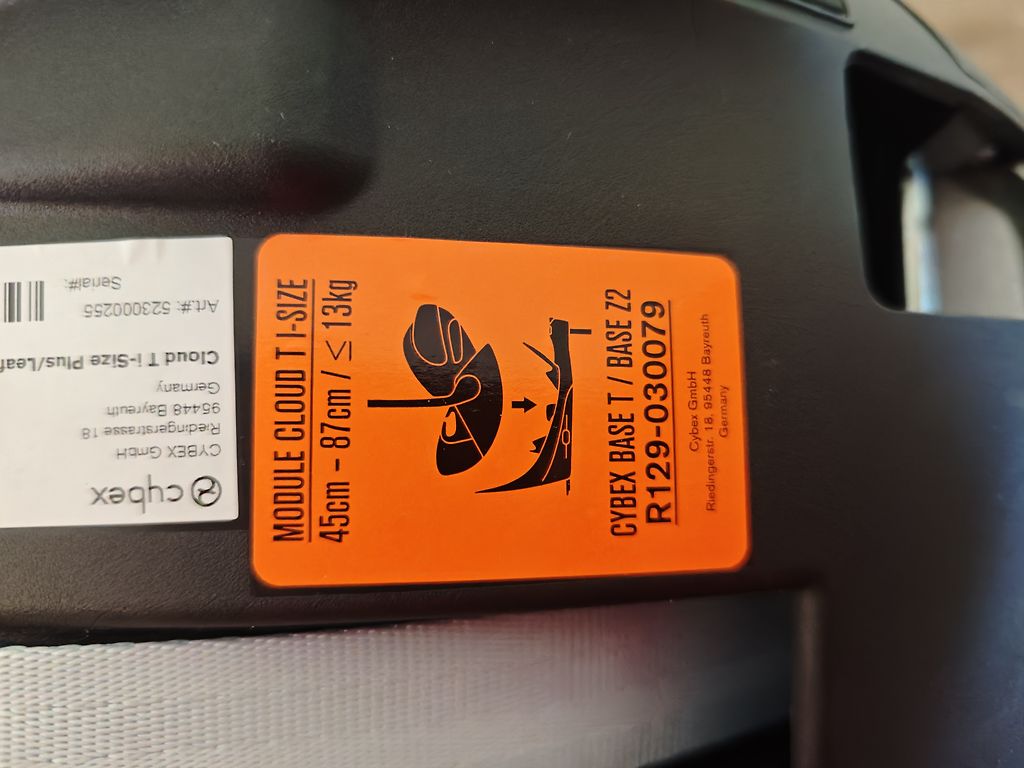 MODULE CLOUD T I-SIZE
45cm - 87cm / ≤ 13kg
CYBEX BASE T / BASE Z2
R129-030079
Cybex GmbH
Riedingerstr. 18, 95448 Bayreuth
Germany
cybex
CYBEX GmbH
Riedingerstrasse 18
95448 Bayreuth
Germany
Cloud T i-Size Plus/Leaf
Art.#: 523000255
Serial#: